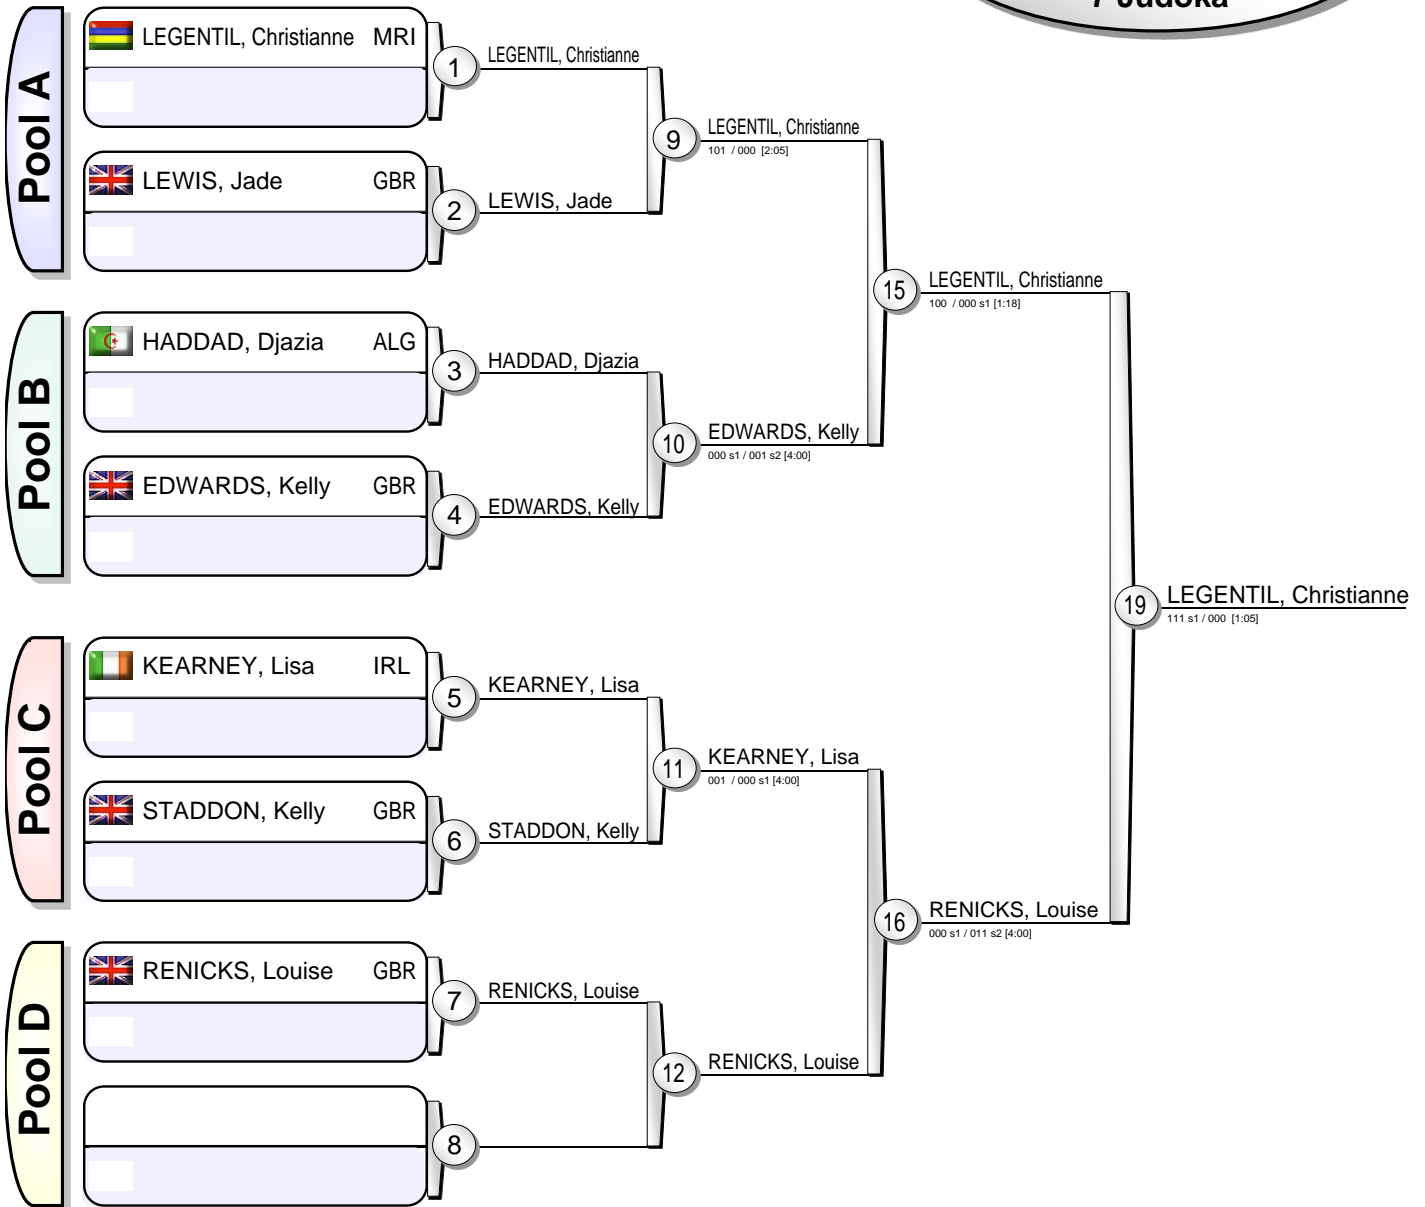 7 Judoka
Pool A
LEGENTIL, Christianne MRI
1
LEGENTIL, Christianne
LEWIS, Jade GBR
2
LEWIS, Jade
9
LEGENTIL, Christianne
101 / 000 [2:05]
Pool B
HADDAD, Djazia ALG
3
HADDAD, Djazia
EDWARDS, Kelly GBR
4
EDWARDS, Kelly
10
EDWARDS, Kelly
000 s1 / 001 s2 [4:00]
15
LEGENTIL, Christianne
100 / 000 s1 [1:18]
Pool C
KEARNEY, Lisa IRL
5
KEARNEY, Lisa
STADDON, Kelly GBR
6
STADDON, Kelly
11
KEARNEY, Lisa
001 / 000 s1 [4:00]
Pool D
RENICKS, Louise GBR
7
RENICKS, Louise
8
12
RENICKS, Louise
16
RENICKS, Louise
000 s1 / 011 s2 [4:00]
19
LEGENTIL, Christianne
111 s1 / 000 [1:05]